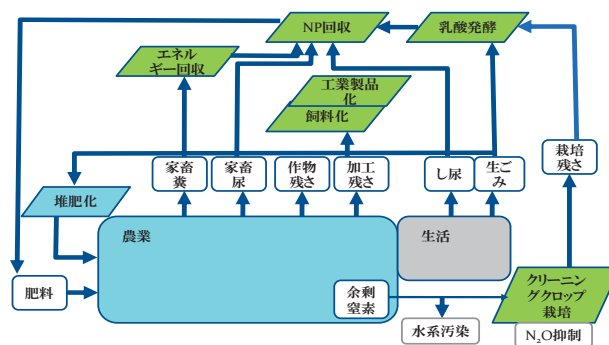 NP回収
乳酸発酵
エネル
ギー回収
工業製品
化
飼料化
家畜
糞
家畜
尿
作物
残さ
加工
残さ
し尿
生ご
み
栽培
残さ
堆肥化
農業
生活
肥料
余剰
窒素
水系汚染
クリーニン
グクロップ
栽培
N₂O抑制